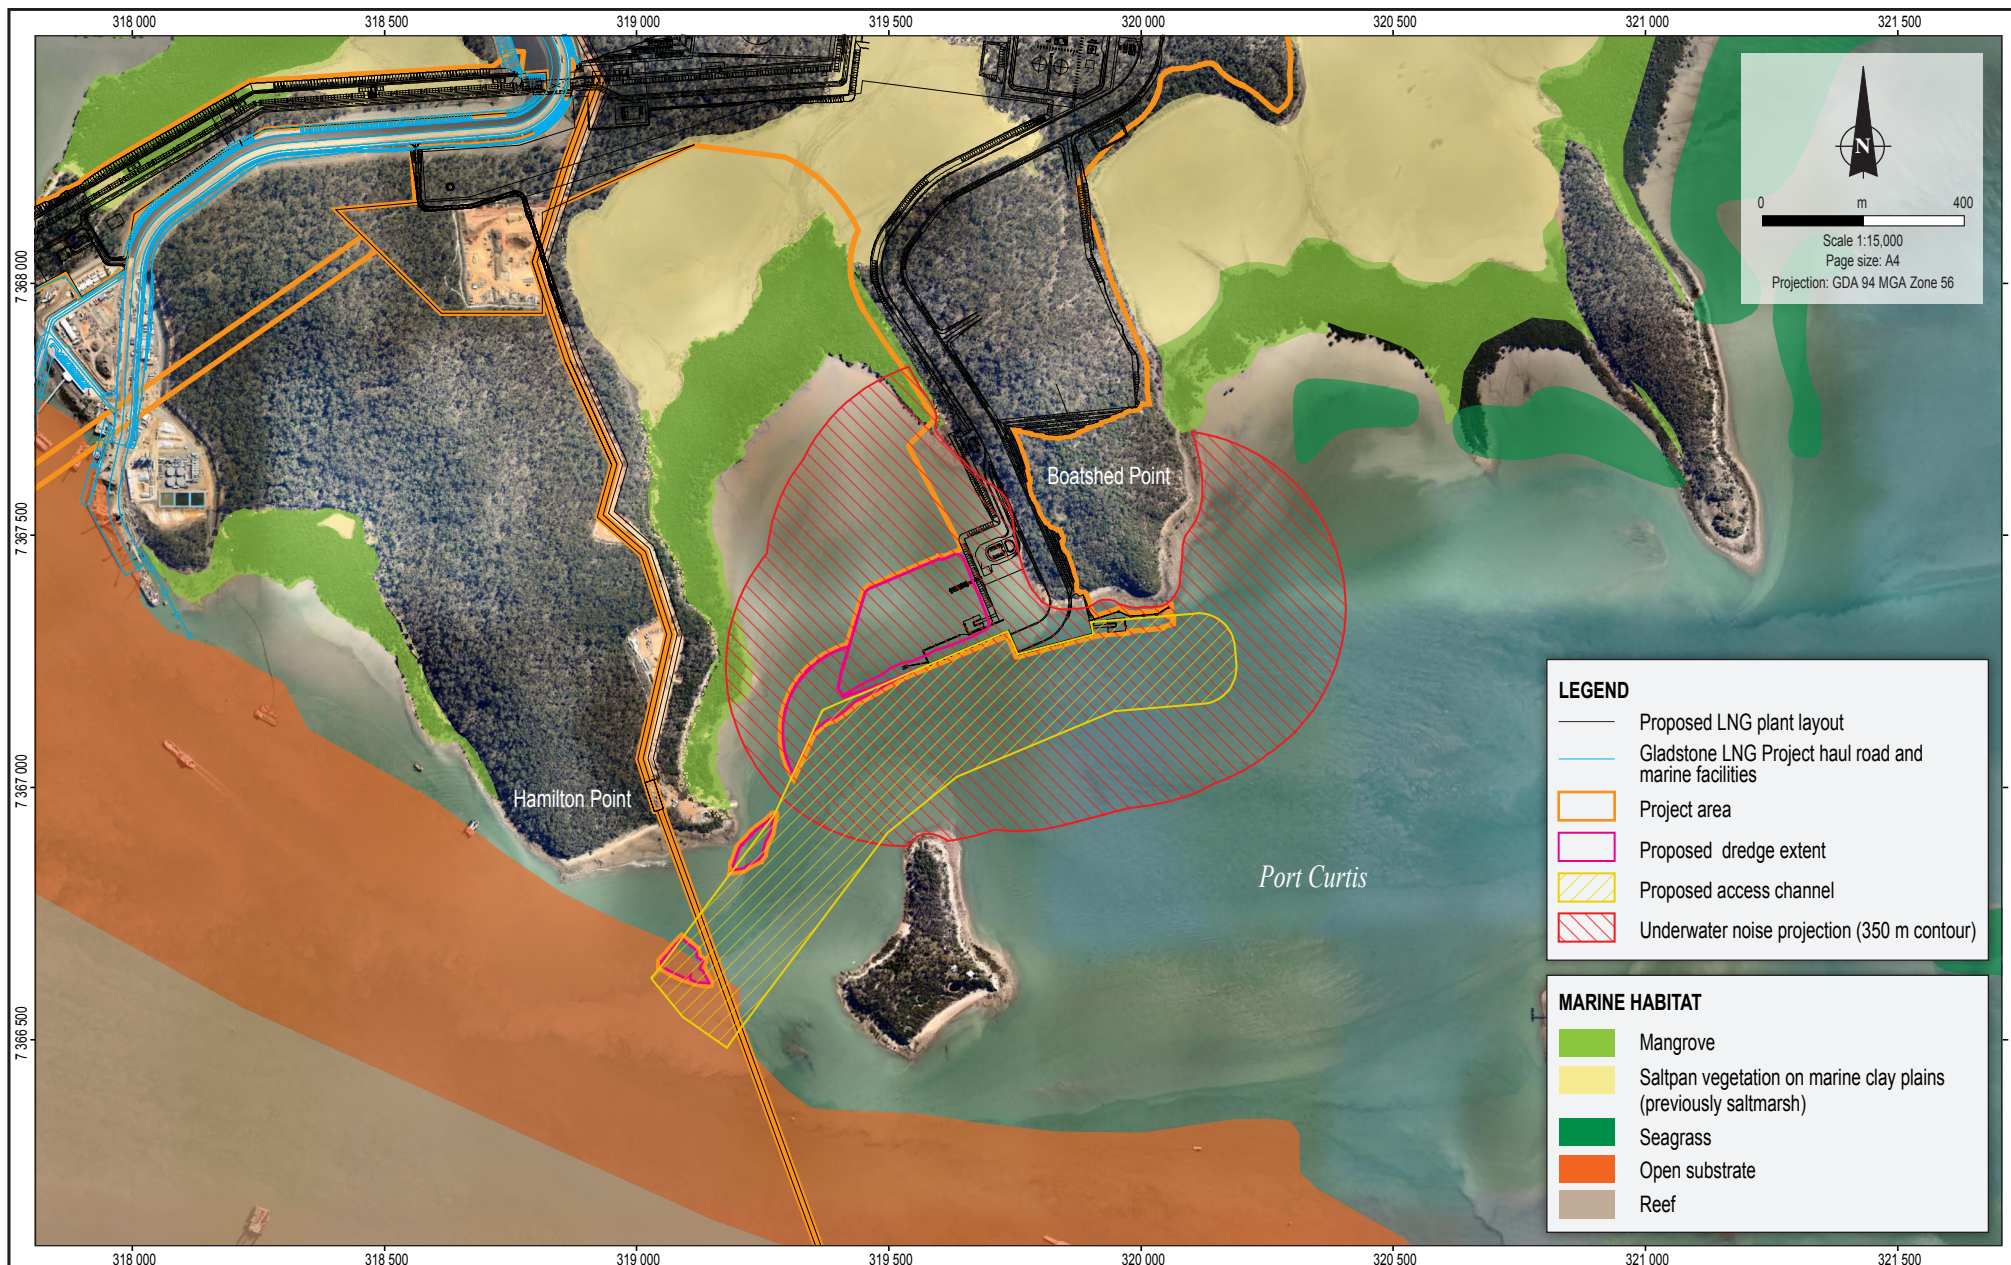 318 000
318 500
319 000
319 500
320 000
320 500
321 000
321 500
N
0
m
400
Scale 1:15,000
Page size: A4
Projection: GDA 94 MGA Zone 56
7 368 000
7 367 500
7 367 000
7 366 500
Boatshed Point
Hamilton Point
Port Curtis
LEGEND
Proposed LNG plant layout
Gladstone LNG Project haul road and
marine facilities
Project area
Proposed dredge extent
Proposed access channel
Underwater noise projection (350 m contour)
MARINE HABITAT
Mangrove
Saltpan vegetation on marine clay plains
(previously saltmarsh)
Seagrass
Open substrate
Reef
318 000
318 500
319 000
319 500
320 000
320 500
321 000
321 500